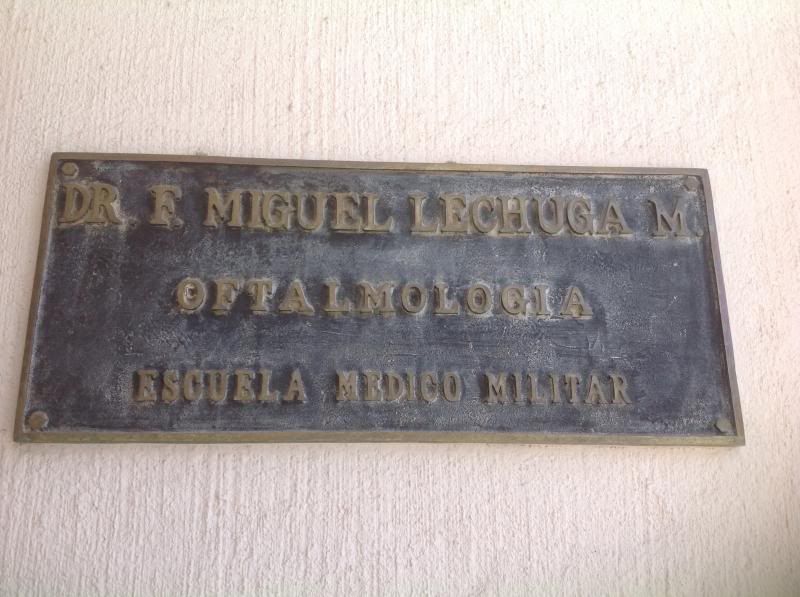 DR. F. MIGUEL LECHUGA M.
OFTALMOLOGIA
ESCUELA MEDICO MILITAR